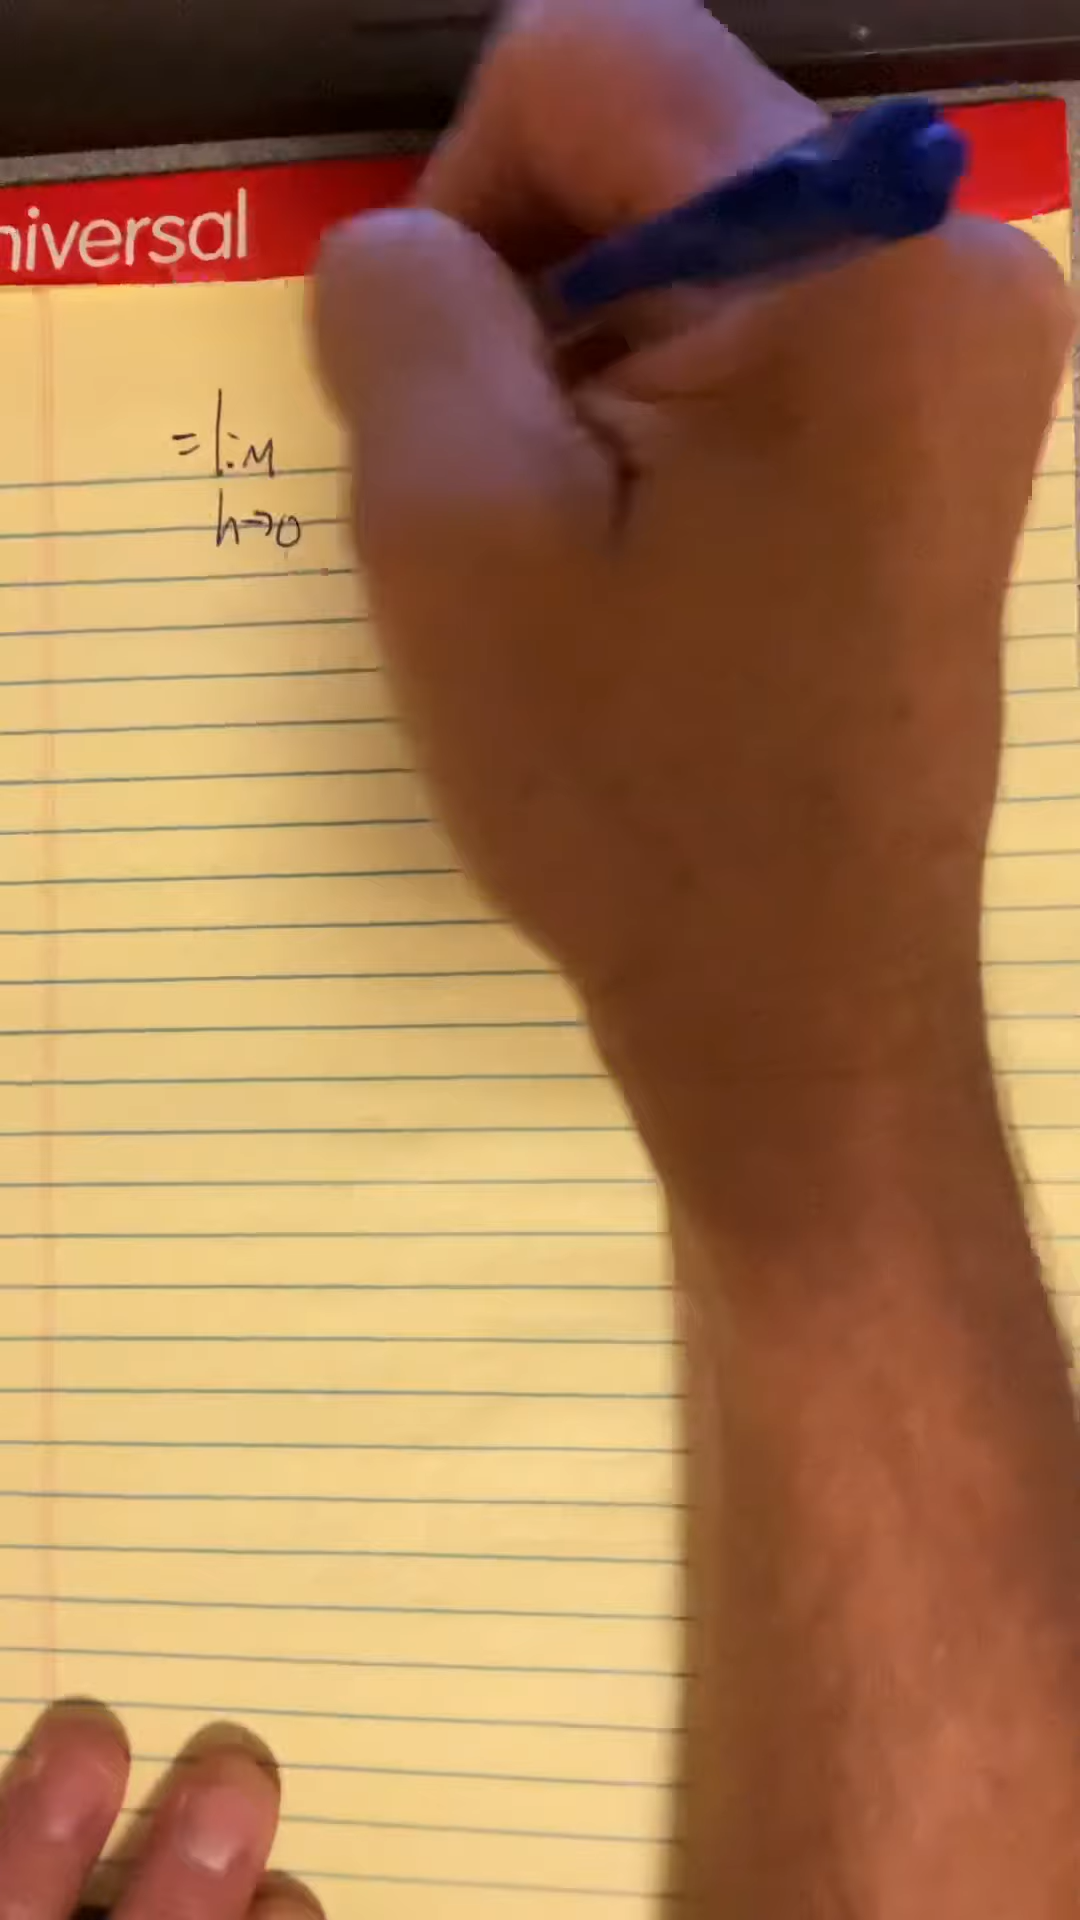 niversal
= lim
h→0